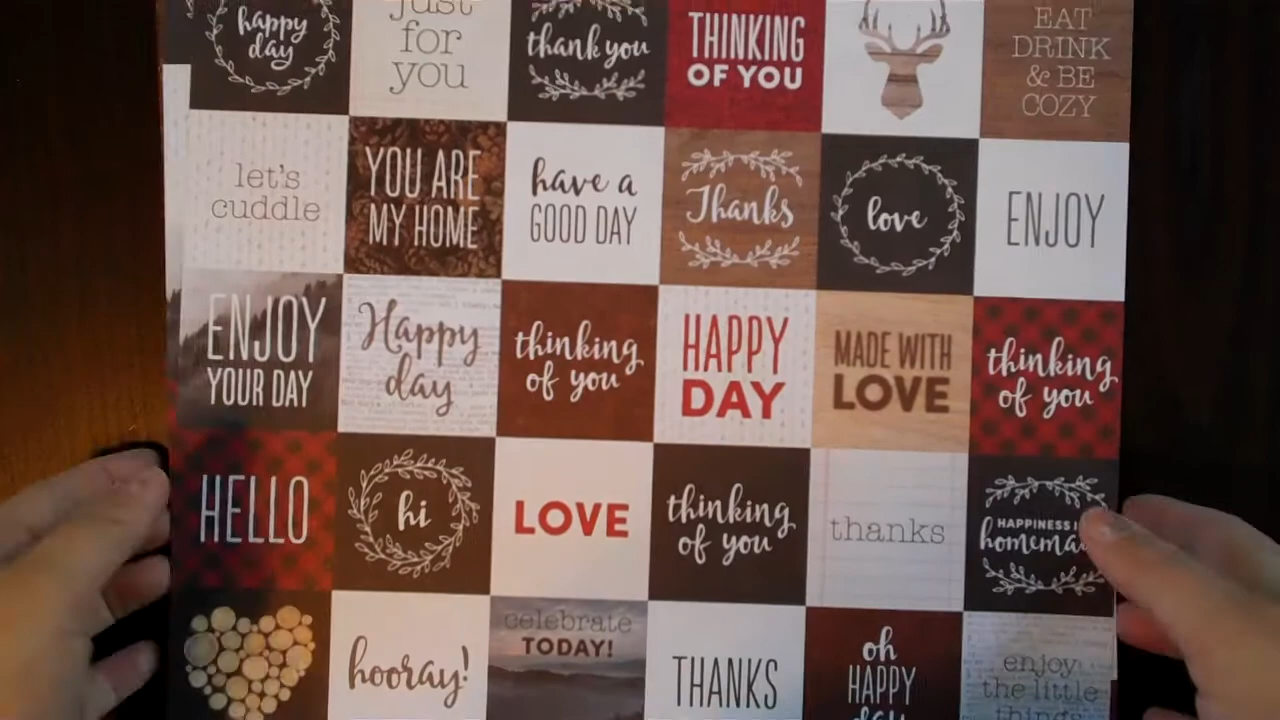 happy
day
just
for
you
thank you
THINKING
OF YOU
EAT
DRINK
& BE
COZY
let's
cuddle
YOU ARE
MY HOME
have a
GOOD DAY
Thanks
love
ENJOY
ENJOY
YOUR DAY
Happy
day
thinking
of you
HAPPY
DAY
MADE WITH
LOVE
thinking
of you
HELLO
hi
LOVE
thinking
of you
thanks
HAPPINESS
hooray!
celebrate
TODAY!
THANKS
oh
HAPPY
day
enjoy
the little
things